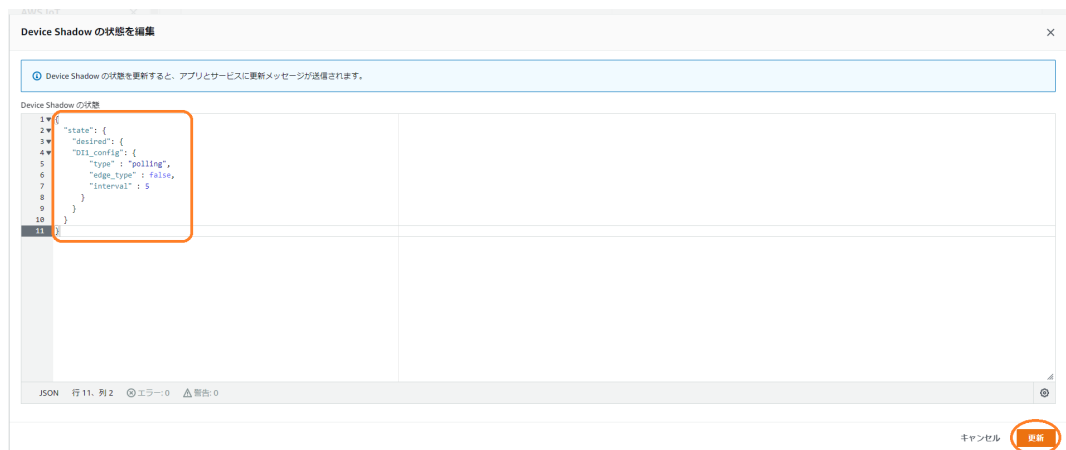 AWS IoT
Device Shadow の状態を編集
Device Shadow の状態を更新すると、アプリとサービスに更新メッセージが送信されます。
Device Shadow の状態
1 {
2 "state": {
3 "desired": {
4 "DI1_config": {
5 "type" : "polling",
6 "edge_type" : false,
7 "interval" : 5
8 }
9 }
10 }
11 }
JSON 行 11、列 2 エラー: 0 警告: 0
キャンセル 更新